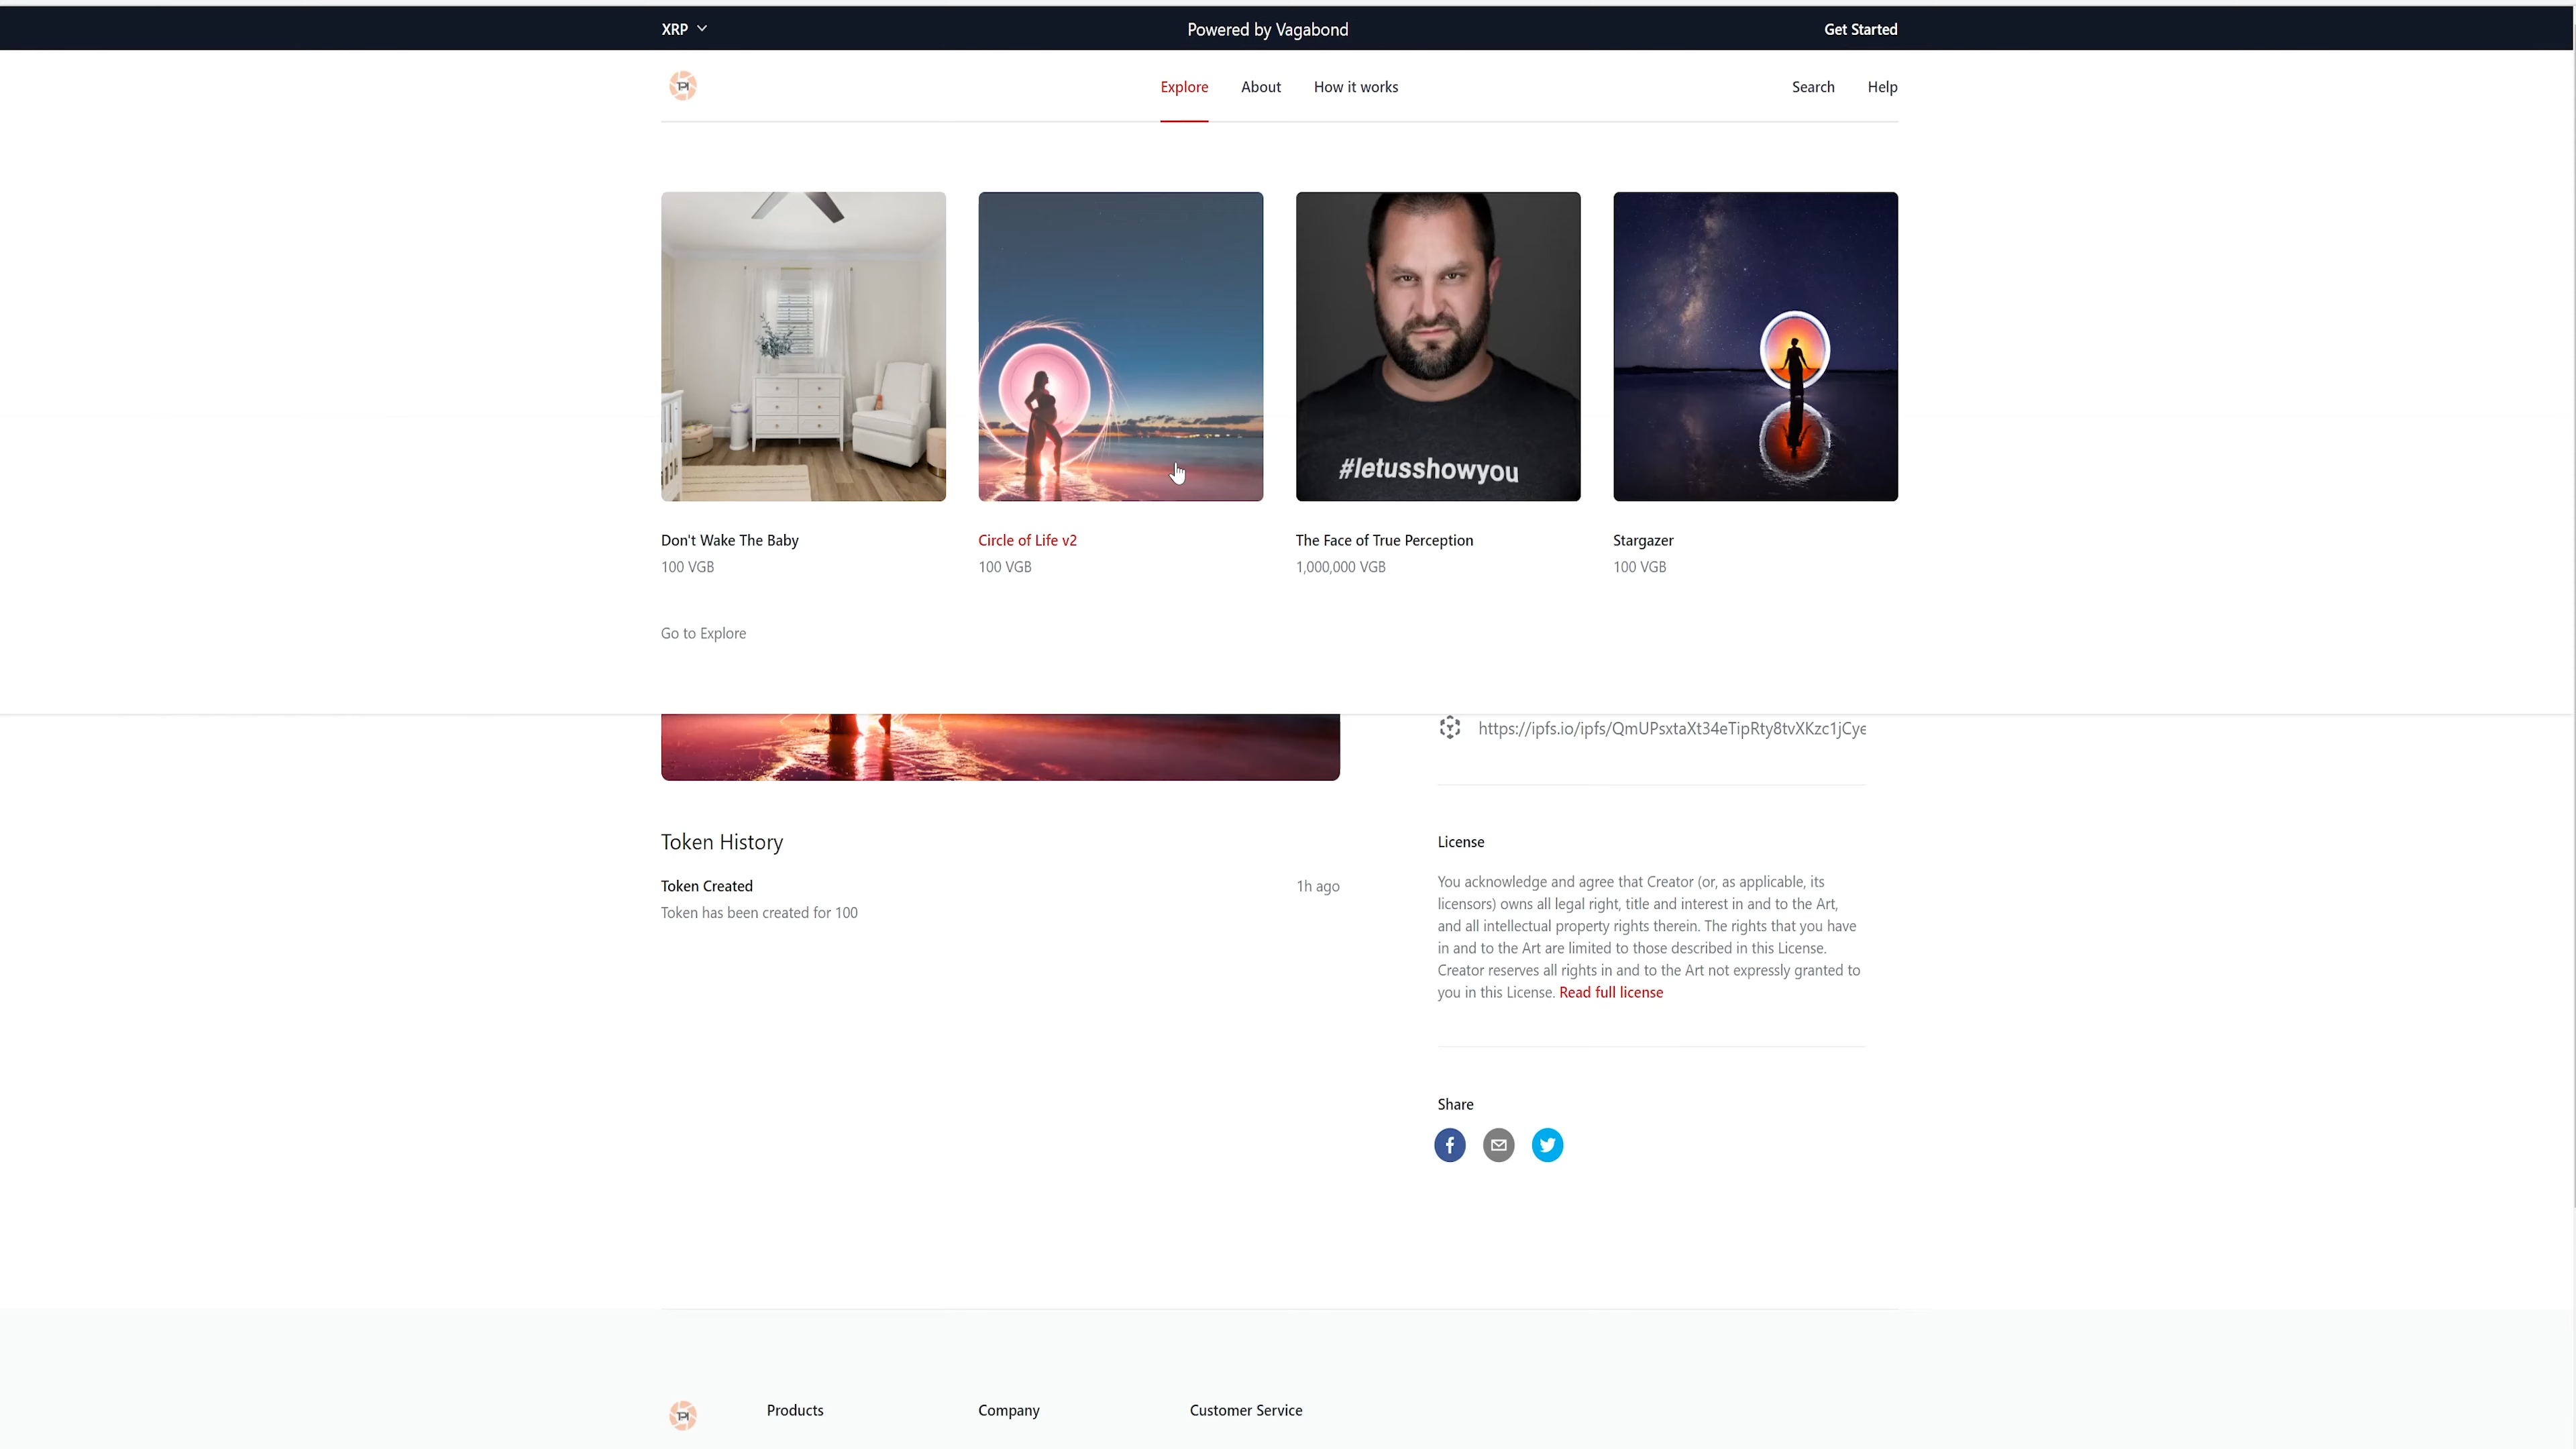 XRP
Powered by Vagabond
Get Started
TPI
Explore
About
How it works
Search
Help
#letusshowyou
Don't Wake The Baby
100 VGB
Circle of Life v2
100 VGB
The Face of True Perception
1,000,000 VGB
Stargazer
100 VGB
Go to Explore
https://ipfs.io/ipfs/QmUPsxtaXt34eTipRty8tvXKzc1jCye
Token History
Token Created
1h ago
Token has been created for 100
License
You acknowledge and agree that Creator (or, as applicable, its
licensors) owns all legal right, title and interest in and to the Art,
and all intellectual property rights therein. The rights that you have
in and to the Art are limited to those described in this License.
Creator reserves all rights in and to the Art not expressly granted to
you in this License. Read full license
Share
TPI
Products
Company
Customer Service